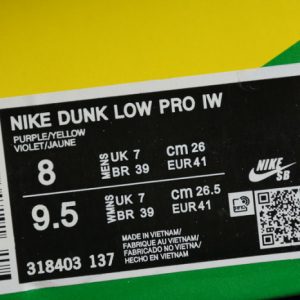 NIKE DUNK LOW PRO IW
PURPLE/YELLOW
VIOLET/JAUNE
8 MENS UK 7 CM 26
BR 39 EUR 41
9.5 WMNS UK 7 CM 26.5
BR 39 EUR 41
NIKE
SB
318403 137
MADE IN VIETNAM/
FABRIQUE AU VIETNAM/
FABRICADO NO VIETNAM/
HECHO EN VIETNAM